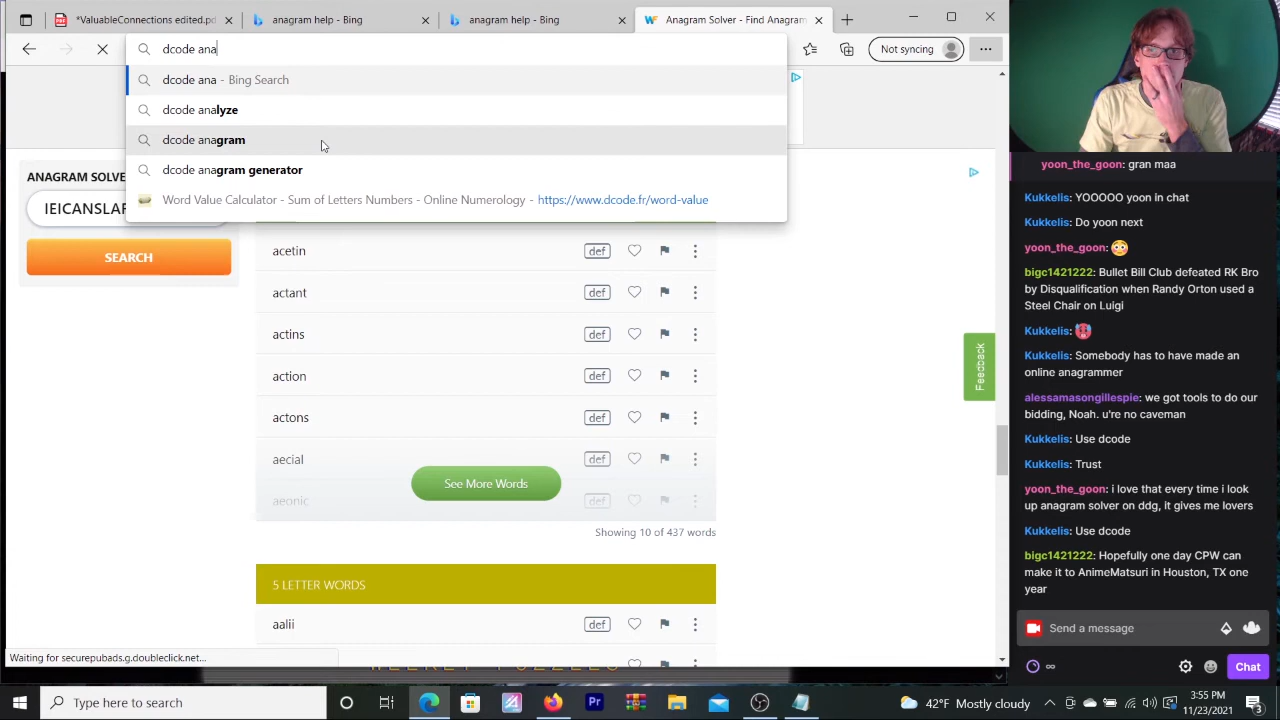 *ValuableConnections edited.pd
anagram help - Bing
anagram help - Bing
Anagram Solver - Find Anagram
dcode ana
Not syncing
dcode ana - Bing Search
dcode analyze
dcode anagram
dcode anagram generator
Word Value Calculator - Sum of Letters Numbers - Online Numerology - https://www.dcode.fr/word-value
ANAGRAM SOLVE
IEICANSLAF
SEARCH
acetin def
actant def
actins def
action def
actons def
aecial def
aeonic def
See More Words
Showing 10 of 437 words
5 LETTER WORDS
aalii def
Feedback
Waiting for securepubads.g.doubleclick.net...
yoon_the_goon: gran maa
Kukkelis: YOOOOO yoon in chat
Kukkelis: Do yoon next
yoon_the_goon: 😳
bigc1421222: Bullet Bill Club defeated RK Bro
by Disqualification when Randy Orton used a
Steel Chair on Luigi
Kukkelis: 🥵
Kukkelis: Somebody has to have made an
online anagrammer
alessamasongillespie: we got tools to do our
bidding, Noah. u're no caveman
Kukkelis: Use dcode
Kukkelis: Trust
yoon_the_goon: i love that every time i look
up anagram solver on ddg, it gives me lovers
Kukkelis: Use dcode
bigc1421222: Hopefully one day CPW can
make it to AnimeMatsuri in Houston, TX one
year
Send a message
∞
Chat
Type here to search
Pr
42°F Mostly cloudy
3:55 PM
11/23/2021
3